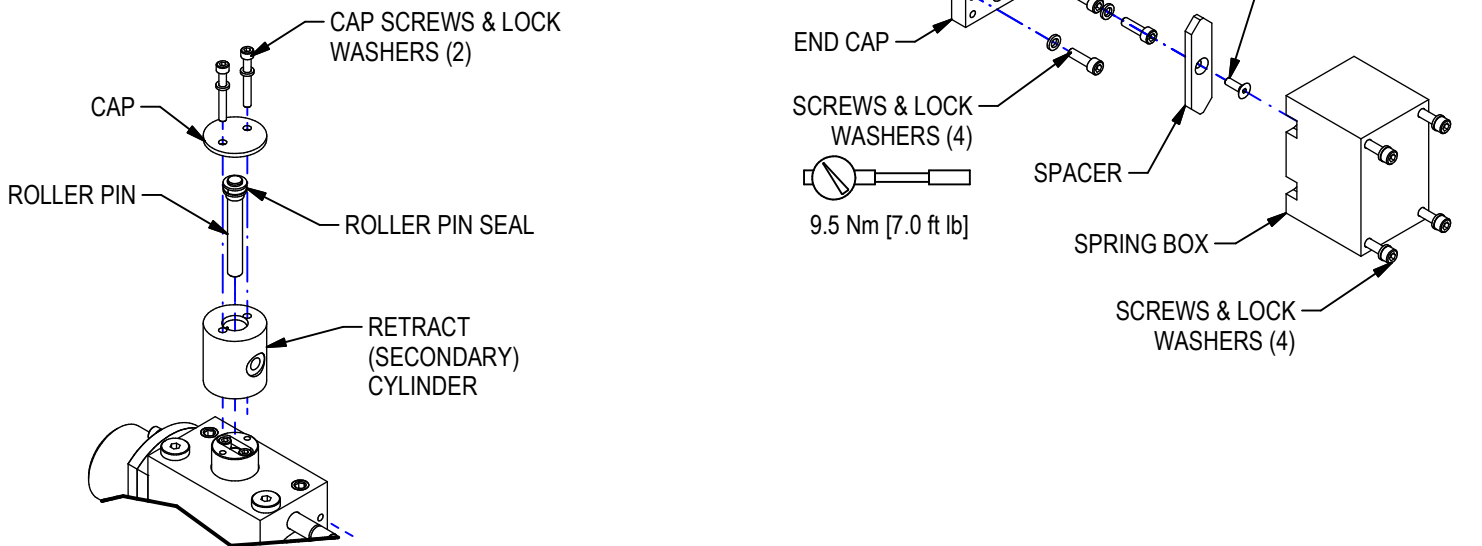 CAP SCREWS & LOCK
WASHERS (2)
CAP
ROLLER PIN
ROLLER PIN SEAL
RETRACT
(SECONDARY)
CYLINDER
END CAP
SCREWS & LOCK
WASHERS (4)
9.5 Nm [7.0 ft lb]
SPACER
SPRING BOX
SCREWS & LOCK
WASHERS (4)